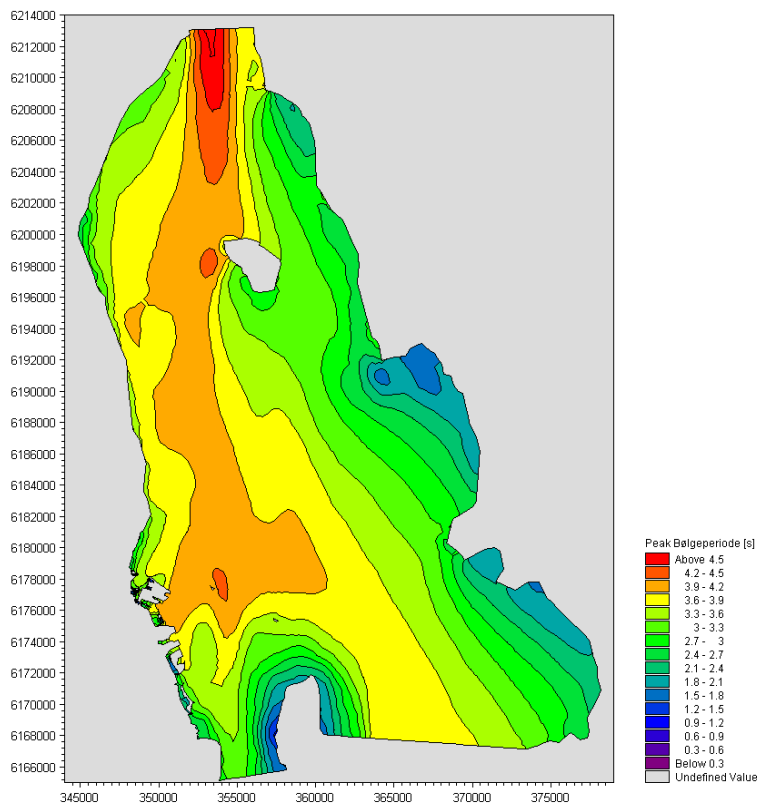 6214000
6212000
6210000
6208000
6206000
6204000
6202000
6200000
6198000
6196000
6194000
6192000
6190000
6188000
6186000
6184000
6182000
6180000
6178000
6176000
6174000
6172000
6170000
6168000
6166000
345000 350000 355000 360000 365000 370000 375000
Peak Bølgeperiode [s]
Above 4.5
4.2 - 4.5
3.9 - 4.2
3.6 - 3.9
3.3 - 3.6
3 - 3.3
2.7 - 3
2.4 - 2.7
2.1 - 2.4
1.8 - 2.1
1.5 - 1.8
1.2 - 1.5
0.9 - 1.2
0.6 - 0.9
0.3 - 0.6
Below 0.3
Undefined Value